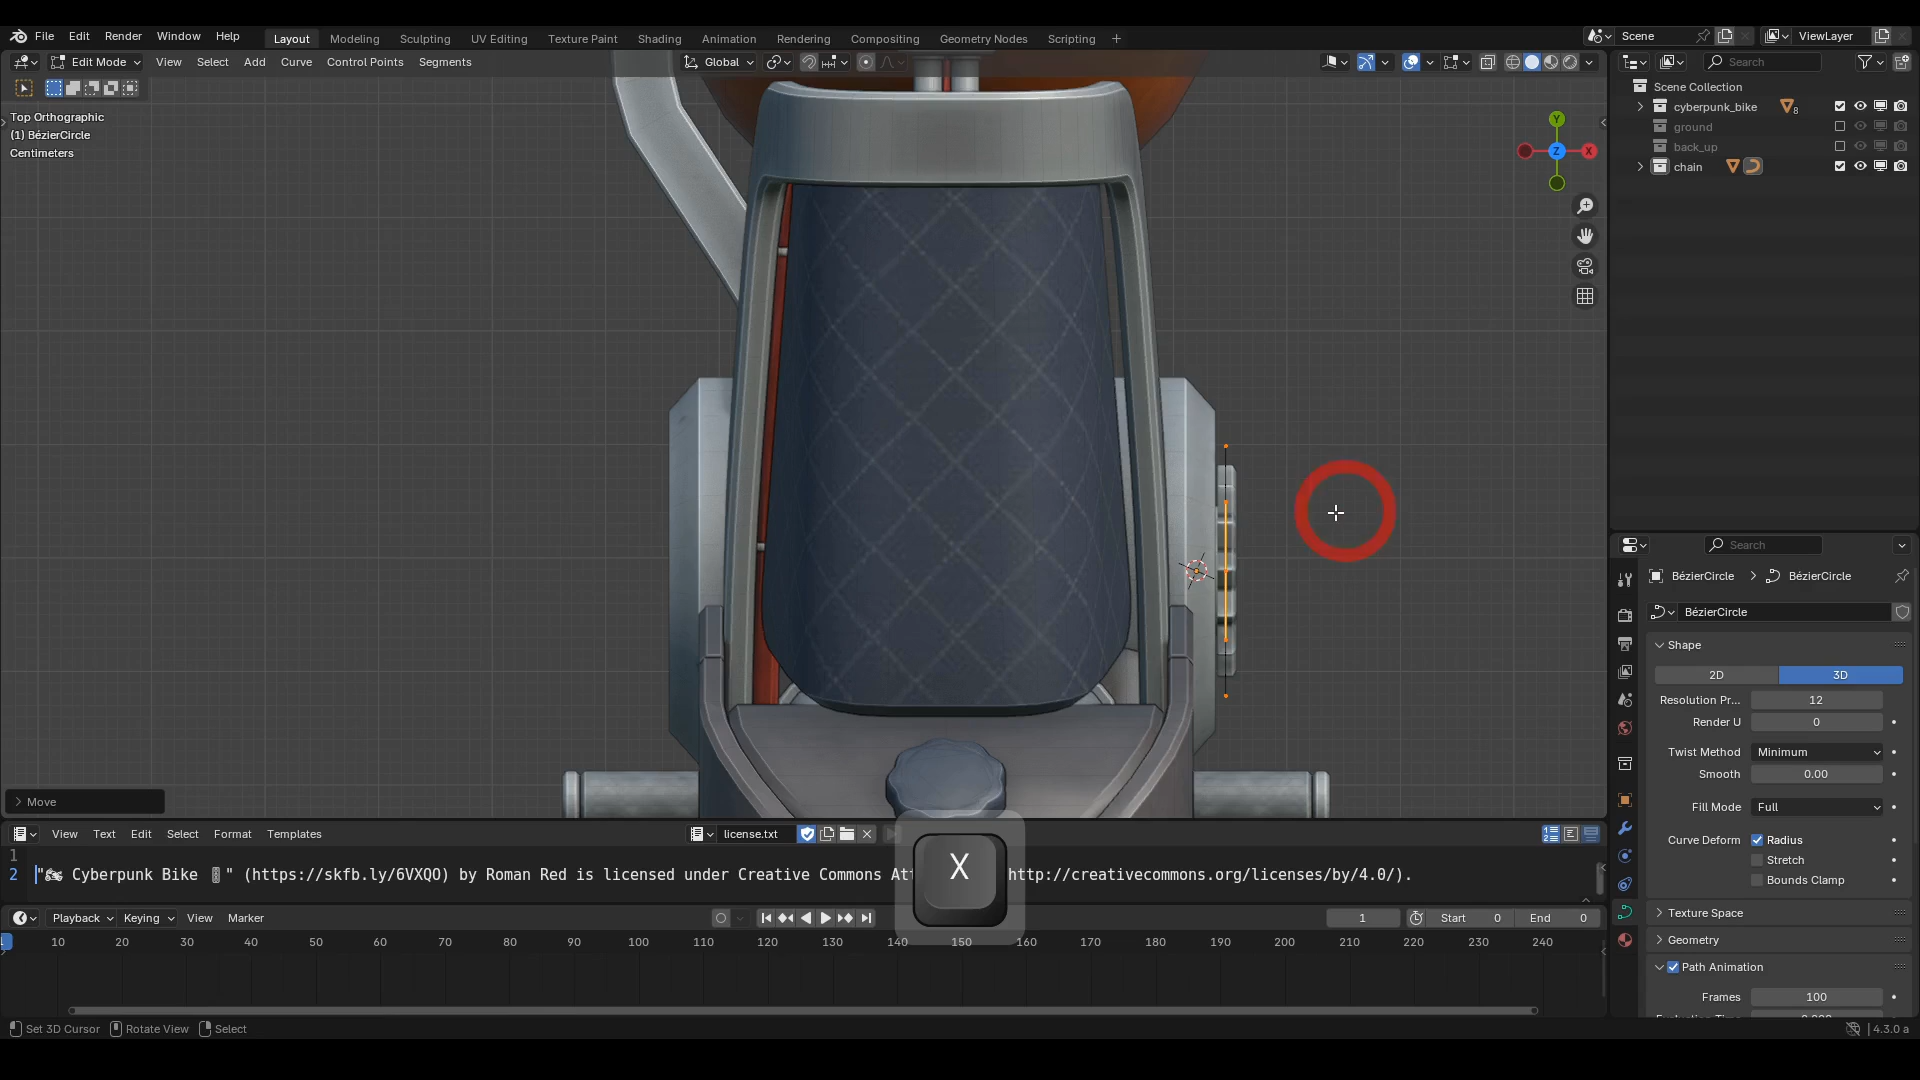 File Edit Render Window Help Layout Modeling Sculpting UV Editing Texture Paint Shading Animation Rendering Compositing Geometry Nodes Scripting + Scene ViewLayer
Edit Mode View Select Add Curve Control Points Segments Global Search
Top Orthographic
(1) BézierCircle
Centimeters
Y
X
Z
Scene Collection
cyberpunk_bike 8
ground
back_up
chain
Search
BézierCircle > BézierCircle
BézierCircle
Shape
2D 3D
Resolution Pr... 12
Render U 0
Twist Method Minimum
Smooth 0.00
Fill Mode Full
Curve Deform Radius
Stretch
Bounds Clamp
Texture Space
Geometry
Path Animation
Frames 100
Move
View Text Edit Select Format Templates license.txt
1
2 "🏍 Cyberpunk Bike " (https://skfb.ly/6VXQO) by Roman Red is licensed under Creative Commons Att http://creativecommons.org/licenses/by/4.0/).
X
Playback Keying View Marker 1 Start 0 End 0
1 10 20 30 40 50 60 70 80 90 100 110 120 130 140 150 160 170 180 190 200 210 220 230 240
Set 3D Cursor Rotate View Select 4.3.0 a